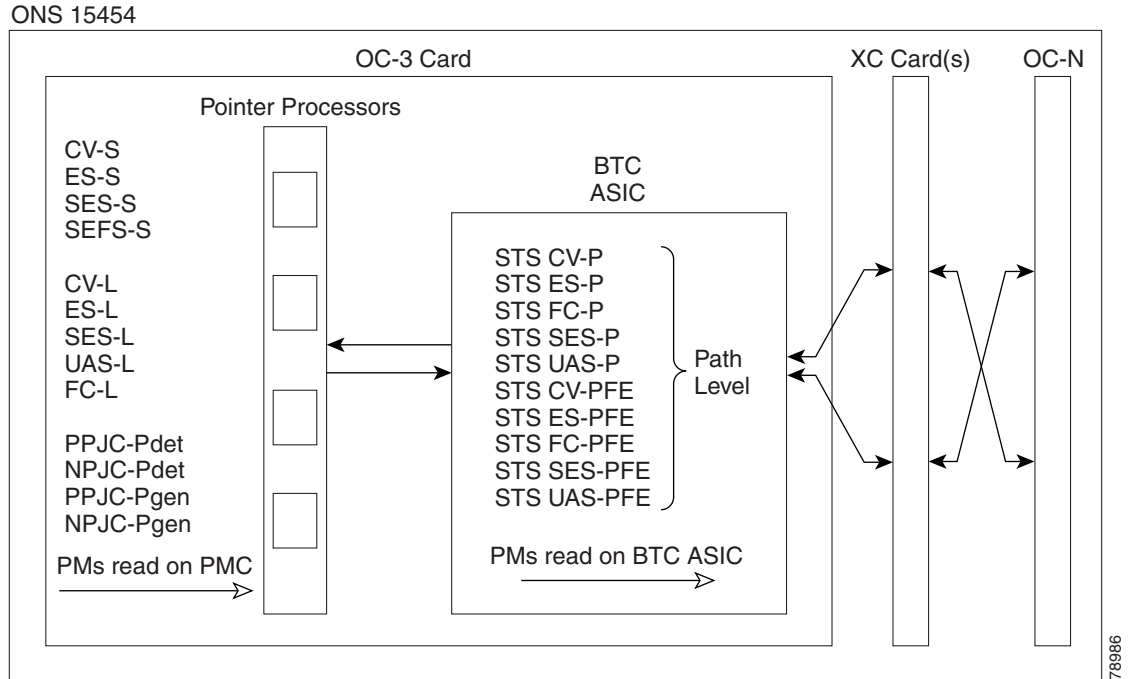 ONS 15454
OC-3 Card
XC Card(s)
OC-N
Pointer Processors
CV-S
ES-S
SES-S
SEFS-S
CV-L
ES-L
SES-L
UAS-L
FC-L
PPJC-Pdet
NPJC-Pdet
PPJC-Pgen
NPJC-Pgen
PMs read on PMC
BTC
ASIC
STS CV-P
STS ES-P
STS FC-P
STS SES-P
STS UAS-P
STS CV-PFE
STS ES-PFE
STS FC-PFE
STS SES-PFE
STS UAS-PFE
Path
Level
PMs read on BTC ASIC
78986